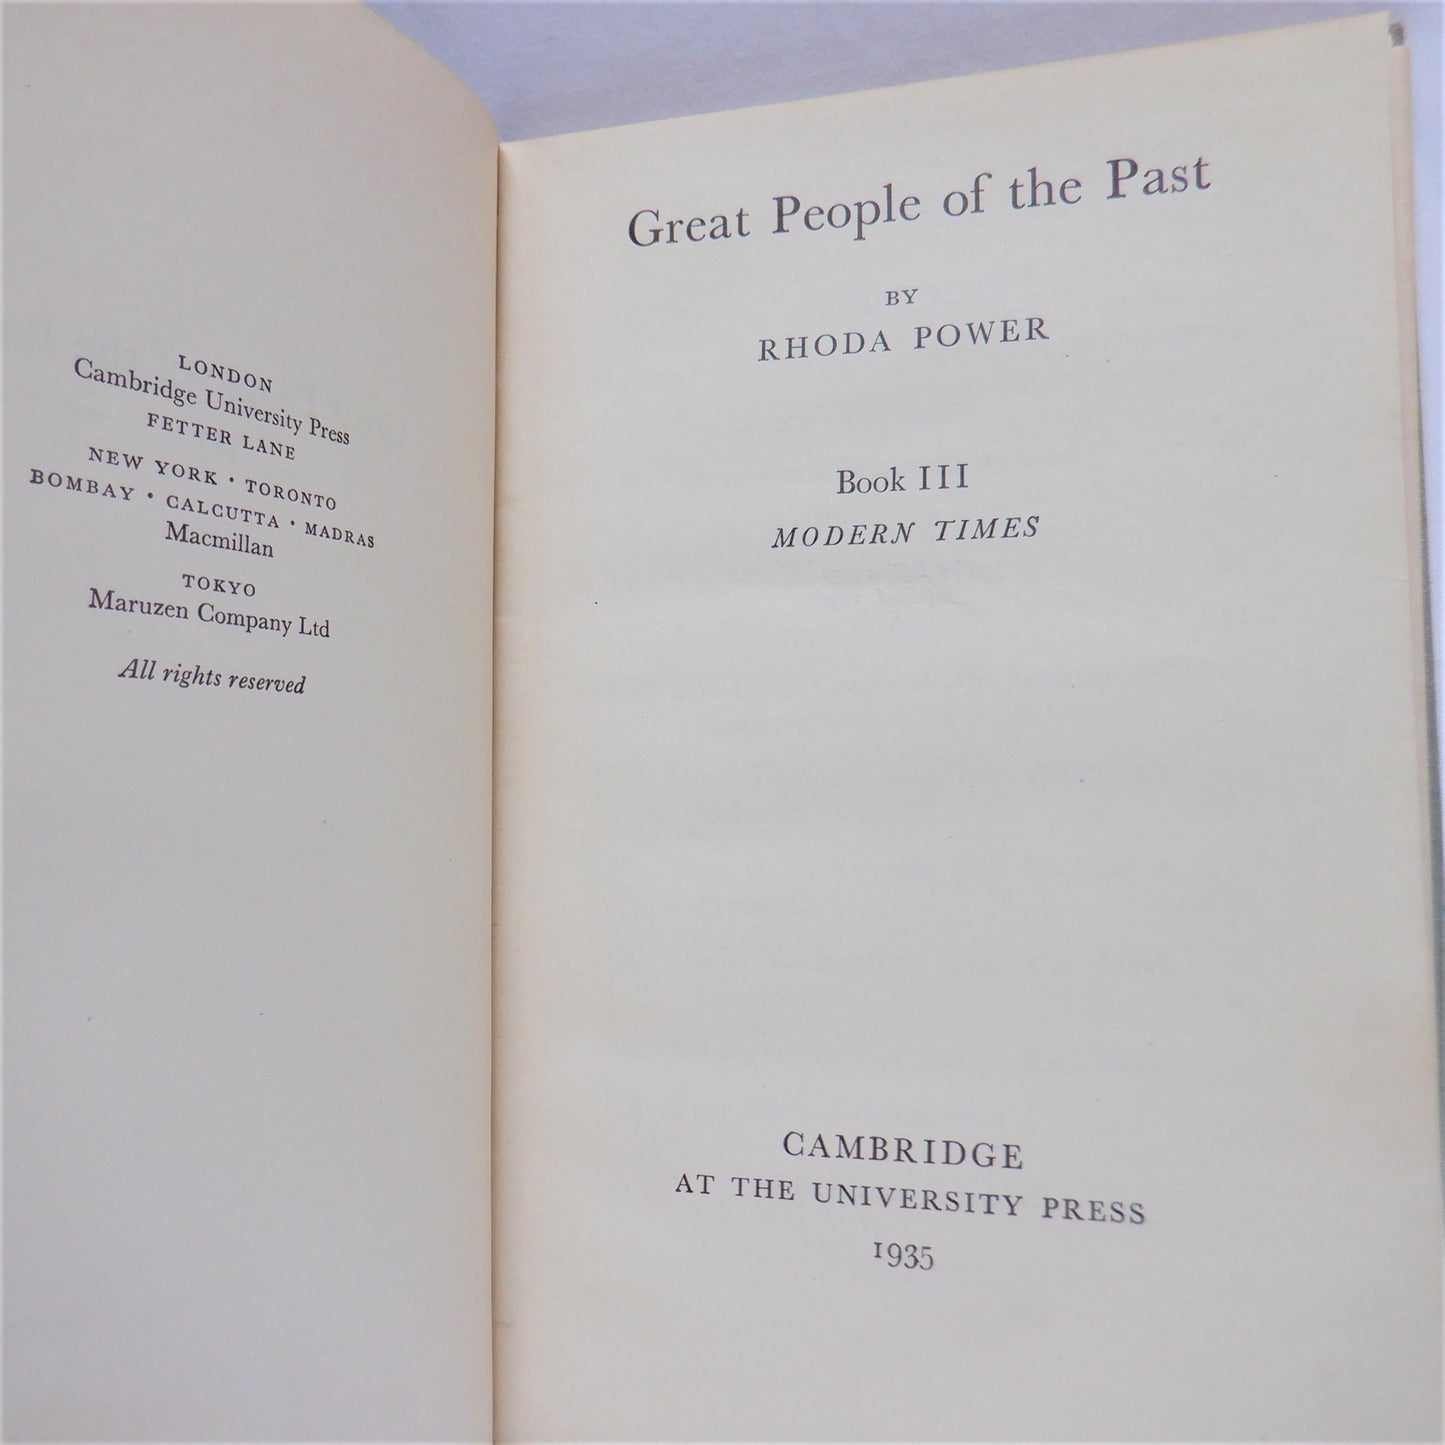 LONDON
Cambridge University Press
FETTER LANE
NEW YORK · TORONTO
BOMBAY · CALCUTTA · MADRAS
Macmillan
TOKYO
Maruzen Company Ltd
All rights reserved
Great People of the Past
BY
RHODA POWER
Book III
MODERN TIMES
CAMBRIDGE
AT THE UNIVERSITY PRESS
1935